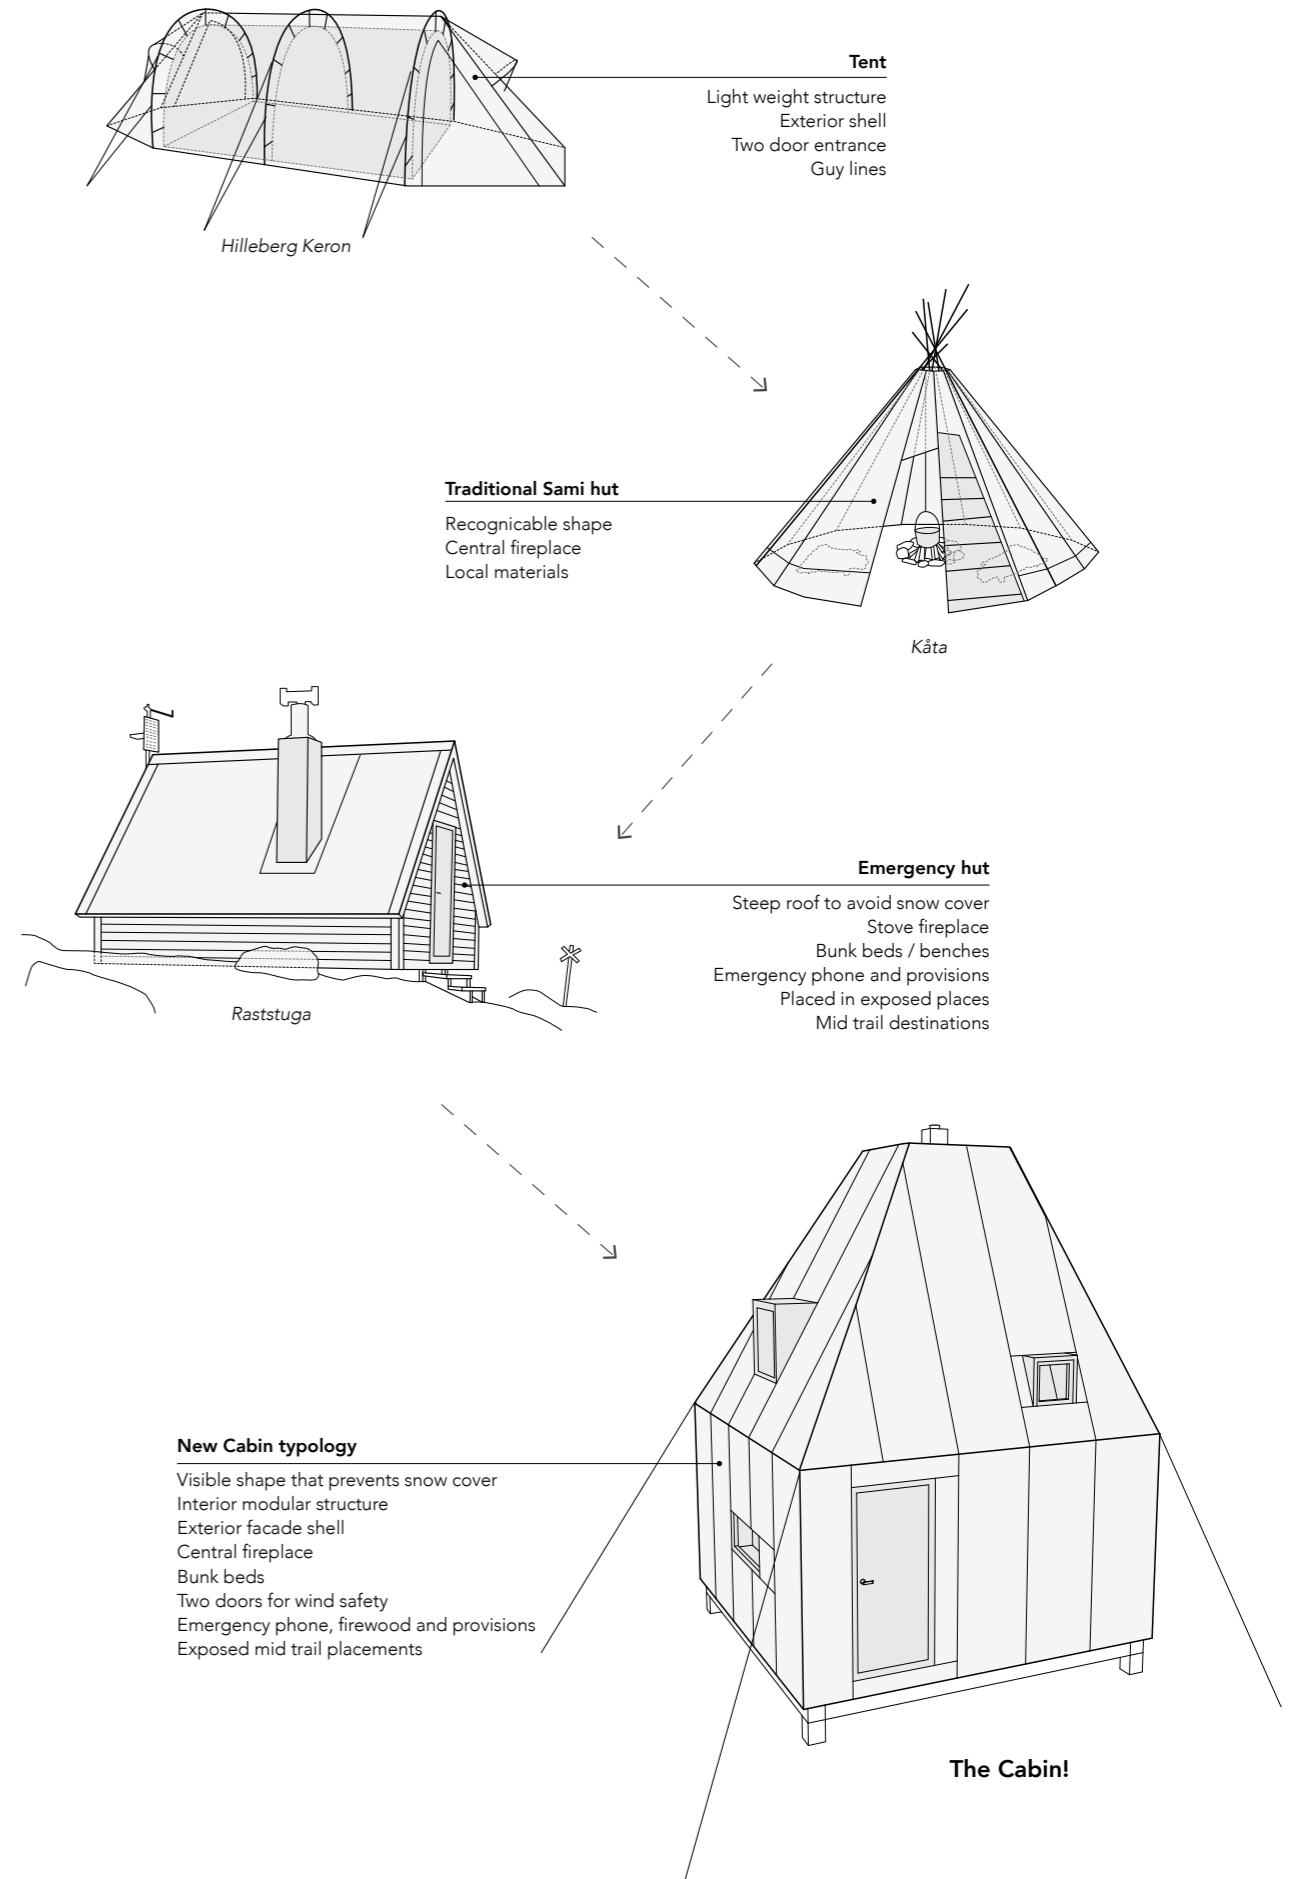 Tent
Light weight structure
Exterior shell
Two door entrance
Guy lines
Hilleberg Keron
Traditional Sami hut
Recognicable shape
Central fireplace
Local materials
Kåta
Emergency hut
Steep roof to avoid snow cover
Stove fireplace
Bunk beds / benches
Emergency phone and provisions
Placed in exposed places
Mid trail destinations
Raststuga
New Cabin typology
Visible shape that prevents snow cover
Interior modular structure
Exterior facade shell
Central fireplace
Bunk beds
Two doors for wind safety
Emergency phone, firewood and provisions
Exposed mid trail placements
The Cabin!